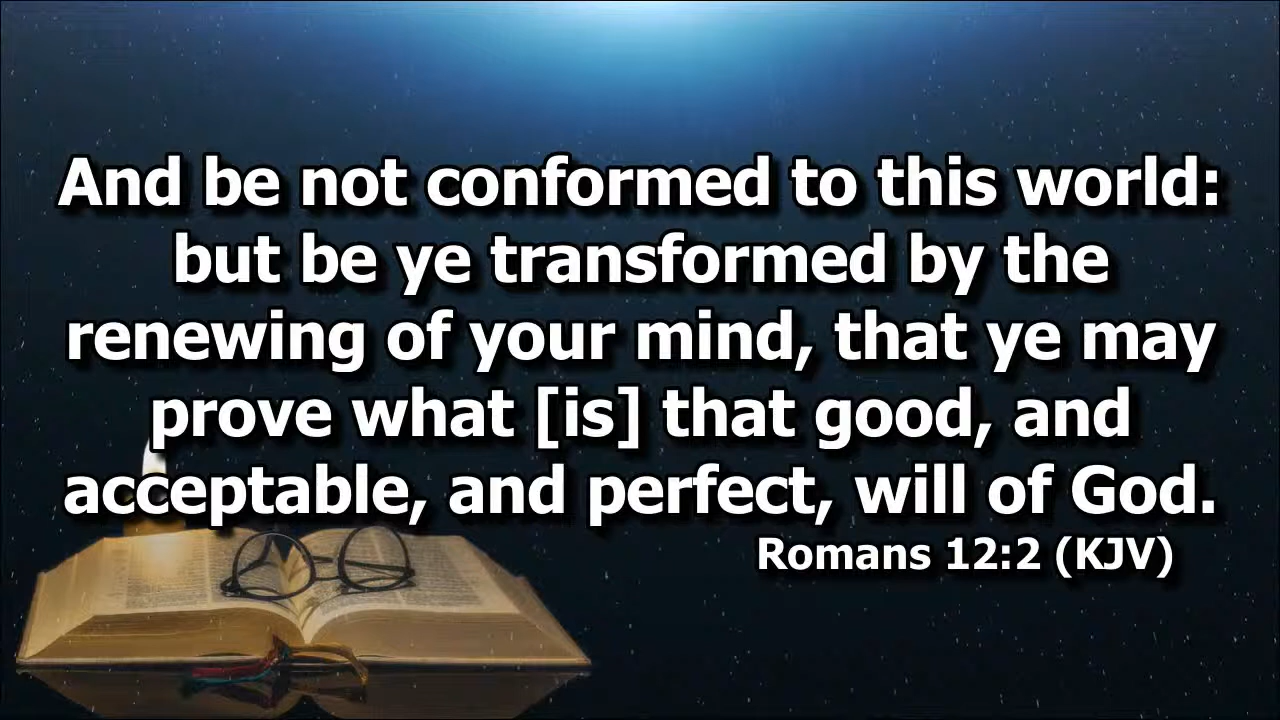 And be not conformed to this world:
but be ye transformed by the
renewing of your mind, that ye may
prove what [is] that good, and
acceptable, and perfect, will of God.
Romans 12:2 (KJV)